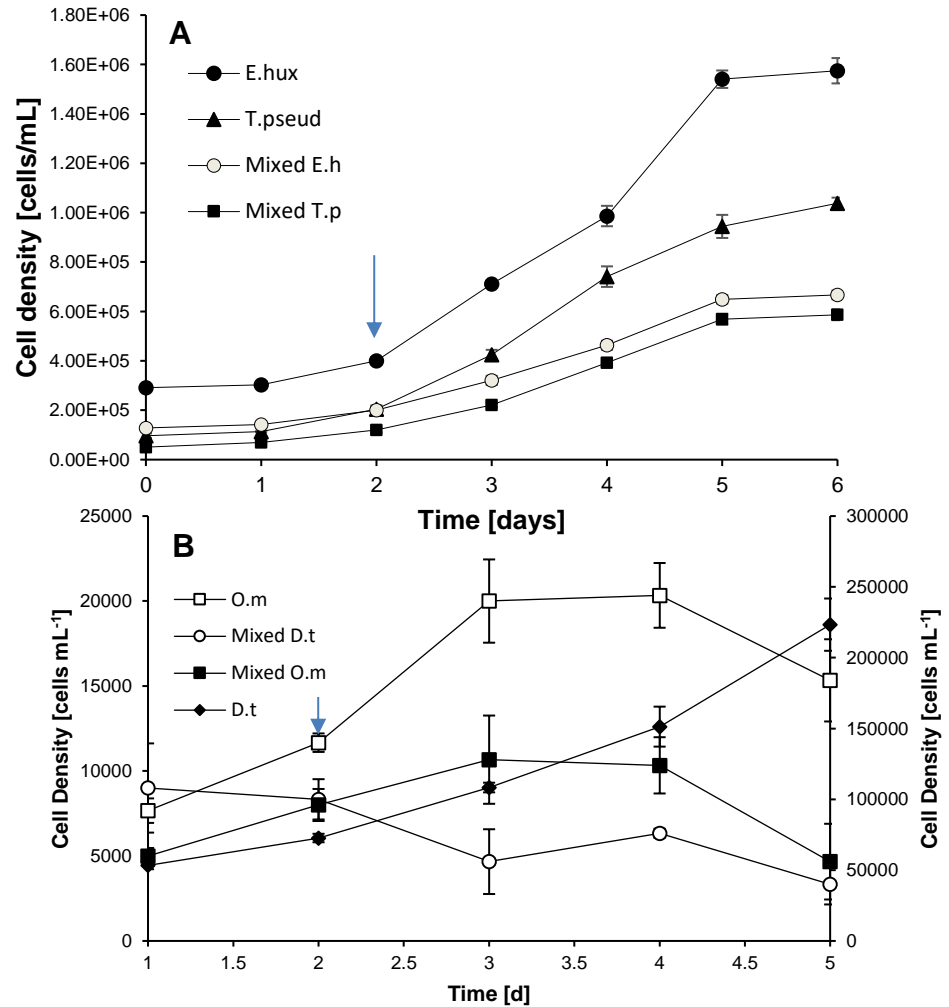 A
1.80E+06
1.60E+06
1.40E+06
1.20E+06
1.00E+06
8.00E+05
6.00E+05
4.00E+05
2.00E+05
0.00E+00
Cell density [cells/mL]
E.hux
T.pseud
Mixed E.h
Mixed T.p
0 1 2 3 4 5 6
Time [days]
B
25000
20000
15000
10000
5000
0
Cell Density [cells mL⁻¹]
O.m
Mixed D.t
Mixed O.m
D.t
300000
250000
200000
150000
100000
50000
0
Cell Density [cells mL⁻¹]
1 1.5 2 2.5 3 3.5 4 4.5 5
Time [d]